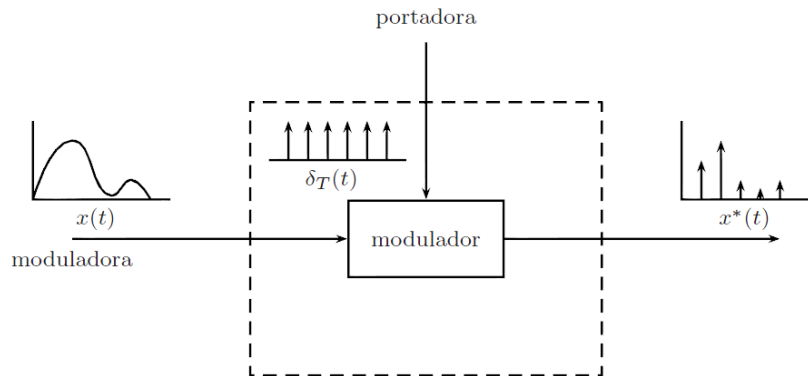 portadora
δ_T(t)
x(t)
modulador
x*(t)
moduladora